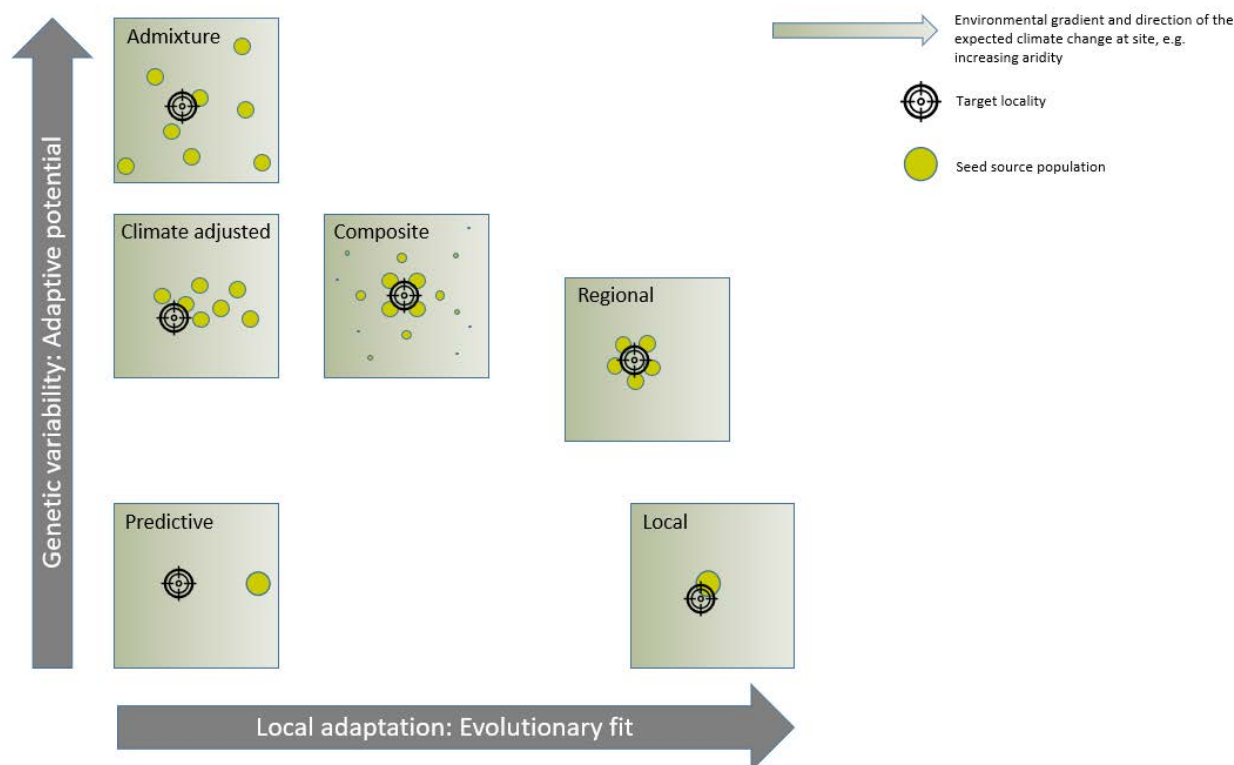 Admixture
Environmental gradient and direction of the
expected climate change at site, e.g.
increasing aridity
Target locality
Seed source population
Climate adjusted
Composite
Regional
Predictive
Local
Genetic variability: Adaptive potential
Local adaptation: Evolutionary fit